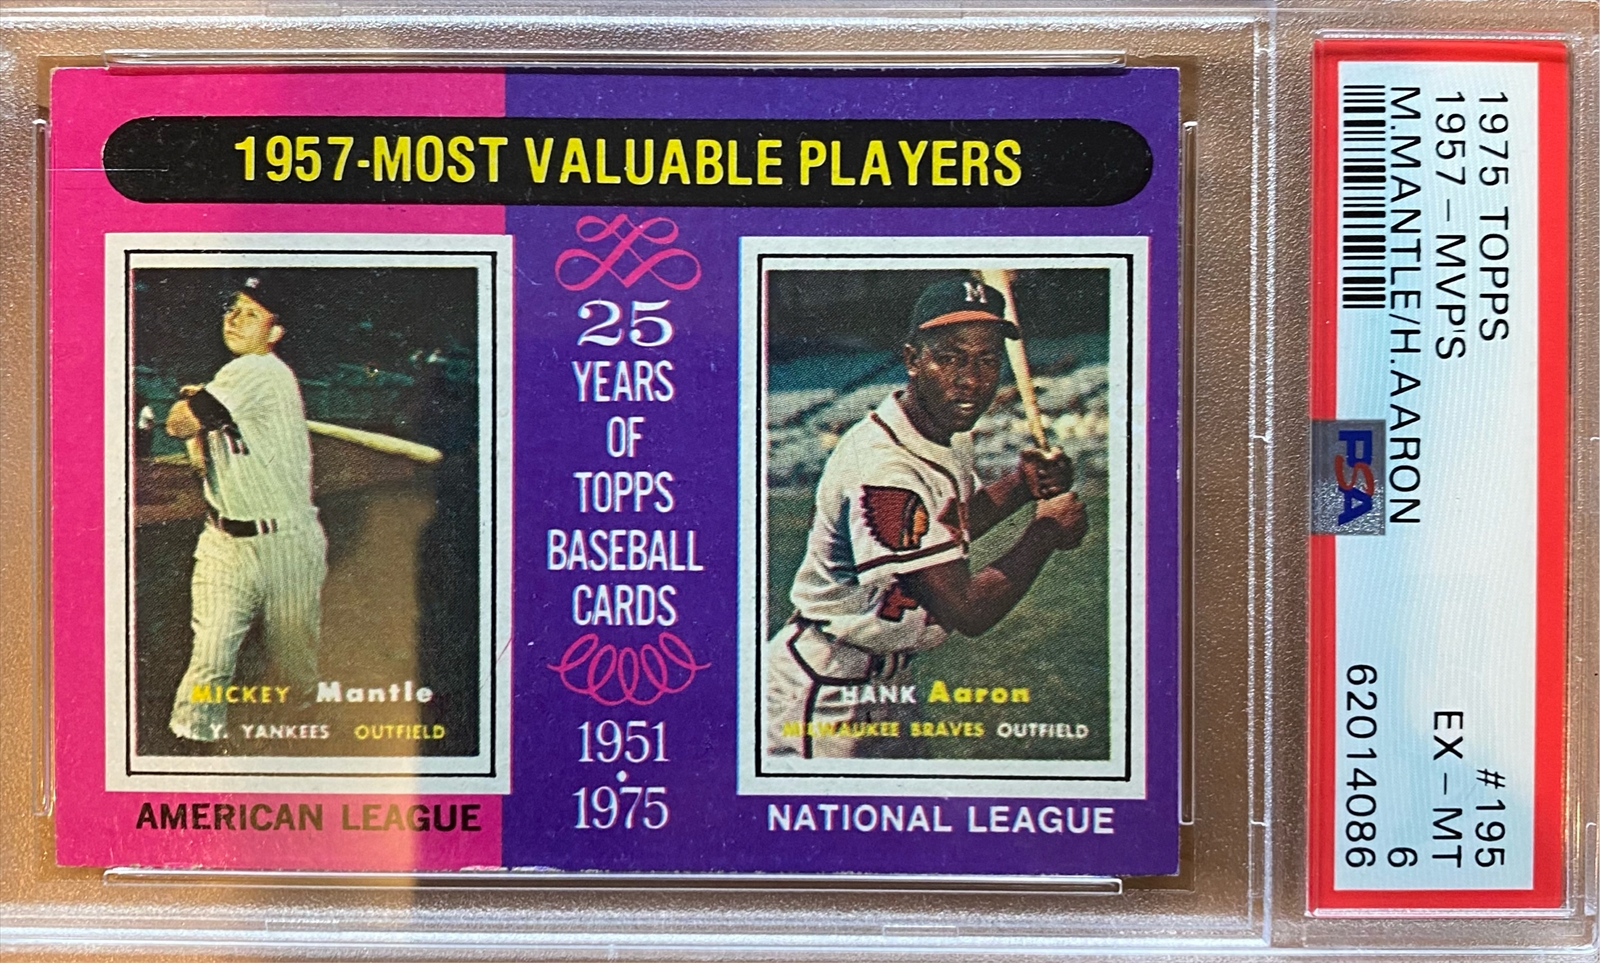 1957-MOST VALUABLE PLAYERS
25
YEARS
OF
TOPPS
BASEBALL
CARDS
1951
1975
MICKEY Mantle
Y. YANKEES OUTFIELD
AMERICAN LEAGUE
M
HANK Aaron
MILWAUKEE BRAVES OUTFIELD
NATIONAL LEAGUE
1975 TOPPS #195
1957-MVP'S EX-MT
M.MANTLE/H.AARON 6
62014086
PSA